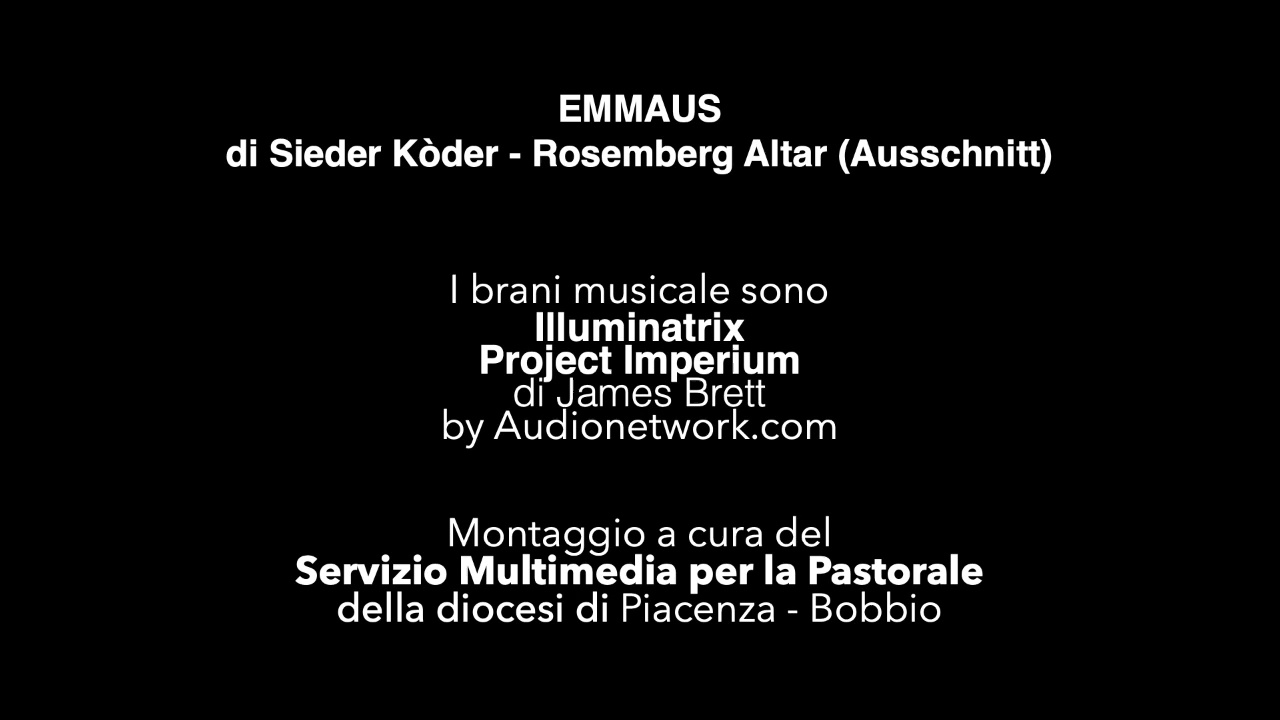 EMMAUS
di Sieder Kòder - Rosemberg Altar (Ausschnitt)
I brani musicale sono
Illuminatrix
Project Imperium
di James Brett
by Audionetwork.com
Montaggio a cura del
Servizio Multimedia per la Pastorale
della diocesi di Piacenza - Bobbio